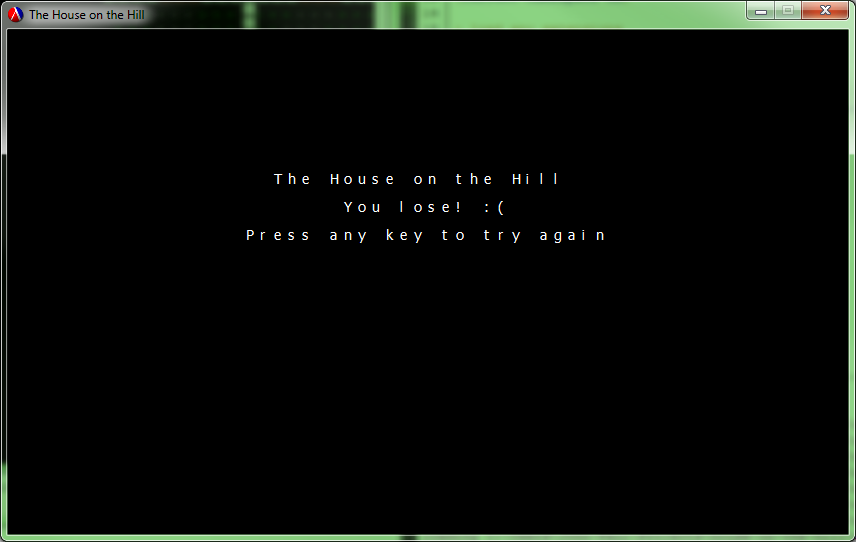 The House on the Hill
The House on the Hill
You lose! :(
Press any key to try again